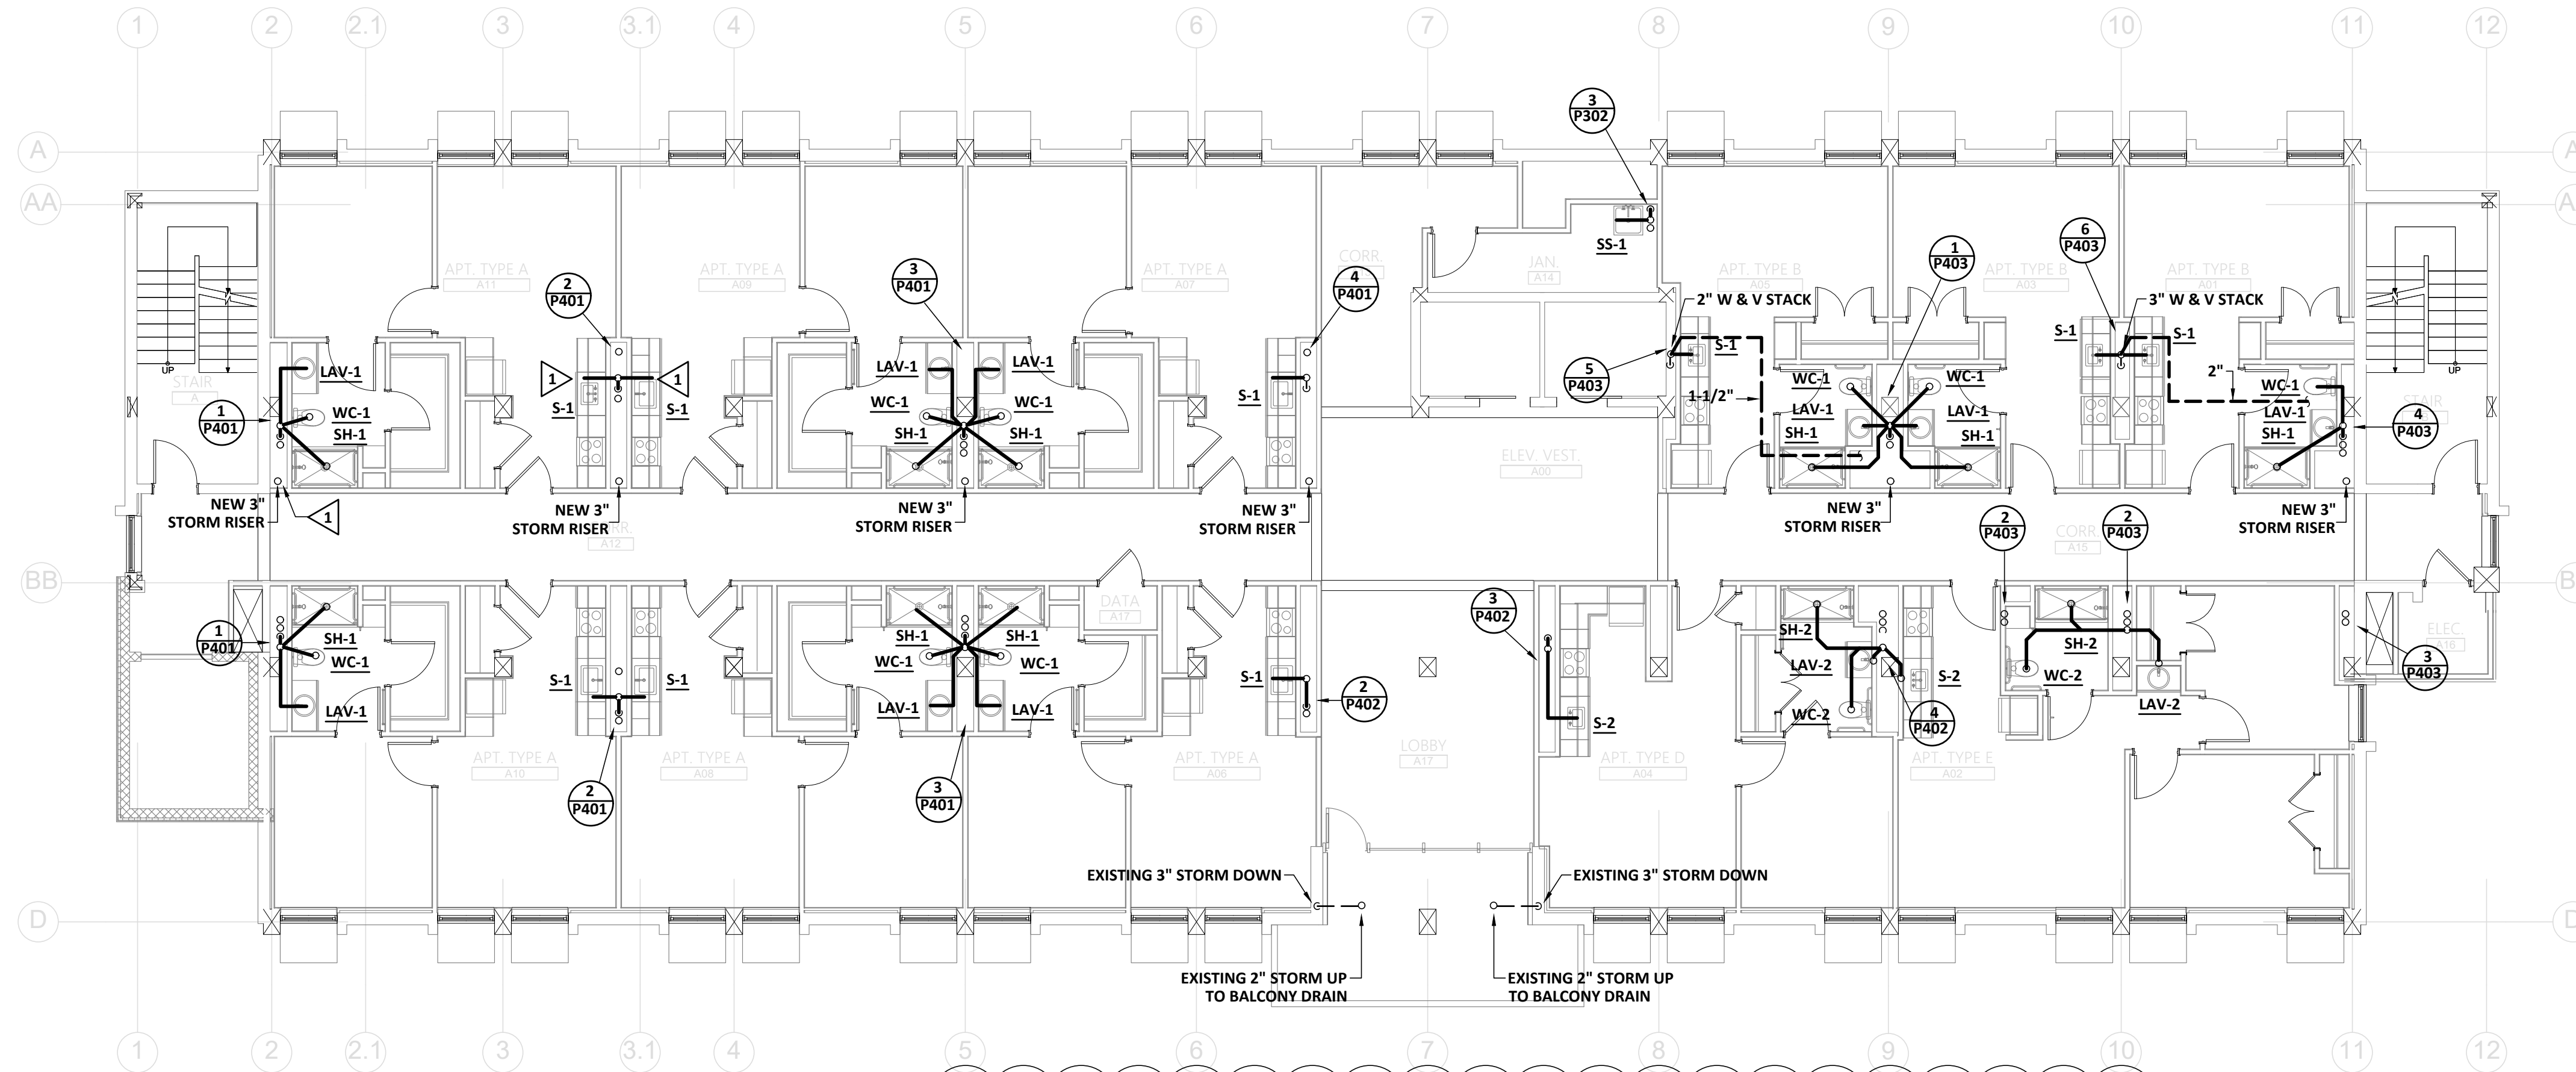 1 2 2.1 3 3.1 4 5 6 7 8 9 10 11 12
3
P302
A
A
AA
A
SS-1
JAN.
A14
CORR.
APT. TYPE A
A11
APT. TYPE A
A09
APT. TYPE A
A07
APT. TYPE B
A05
APT. TYPE B
A03
APT. TYPE B
A01
2
P401
3
P401
4
P401
1
P403
6
P403
2" W & V STACK
3" W & V STACK
S-1
S-1
S-1
UP
UP
STAIR
A
STAIR
LAV-1
LAV-1
LAV-1
1
1
5
P403
1-1/2"
2"
WC-1
WC-1
WC-1
1
P401
WC-1
S-1
S-1
WC-1
WC-1
S-1
LAV-1
LAV-1
LAV-1
4
P403
SH-1
SH-1
SH-1
SH-1
SH-1
SH-1
ELEV. VEST.
A00
NEW 3"
STORM RISER
1
NEW 3"
STORM RISER
NEW 3"
STORM RISER
NEW 3"
STORM RISER
NEW 3"
STORM RISER
NEW 3"
STORM RISER
CORR.
A12
2
P403
2
P403
CORR.
A15
BB
B
DATA
A17
1
P401
3
P402
SH-1
SH-1
SH-1
SH-2
SH-2
ELEC.
A16
WC-1
WC-1
WC-1
LAV-2
WC-2
3
P403
S-1
S-1
S-1
2
P402
S-2
LAV-1
LAV-1
LAV-1
S-2
WC-2
4
P402
LAV-2
APT. TYPE A
A10
APT. TYPE A
A08
APT. TYPE A
A06
LOBBY
A17
APT. TYPE D
A04
APT. TYPE E
A02
2
P401
3
P401
EXISTING 3" STORM DOWN
EXISTING 3" STORM DOWN
D
D
EXISTING 2" STORM UP
TO BALCONY DRAIN
EXISTING 2" STORM UP
TO BALCONY DRAIN
1 2 2.1 3 3.1 4 5 6 7 8 9 10 11 12